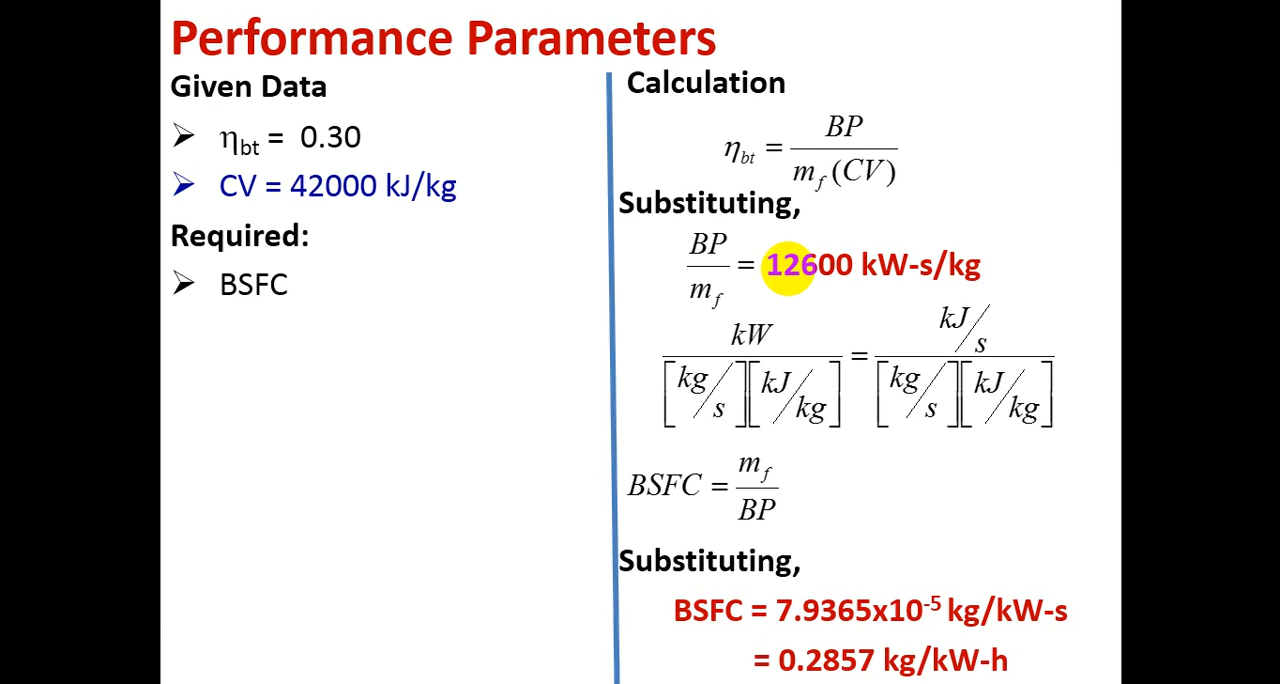 Performance Parameters
Given Data
➢ η_bt = 0.30
➢ CV = 42000 kJ/kg
Required:
➢ BSFC
Calculation
η_bt = BP / m_f (CV)
Substituting,
BP / m_f = 12600 kW-s/kg
kW / [kg/s][kJ/kg] = kJ/s / [kg/s][kJ/kg]
BSFC = m_f / BP
Substituting,
BSFC = 7.9365x10⁻⁵ kg/kW-s
= 0.2857 kg/kW-h